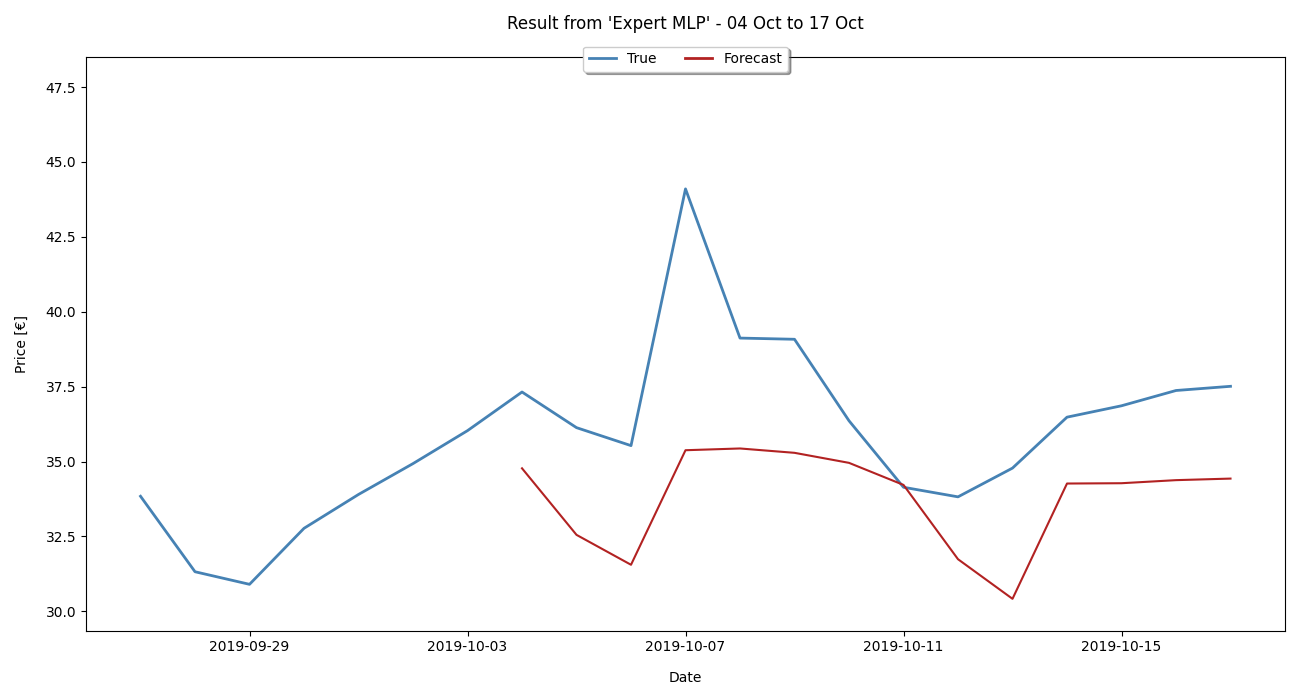 Result from 'Expert MLP' - 04 Oct to 17 Oct
True Forecast
47.5
45.0
42.5
40.0
37.5
35.0
32.5
30.0
Price [€]
2019-09-29 2019-10-03 2019-10-07 2019-10-11 2019-10-15
Date